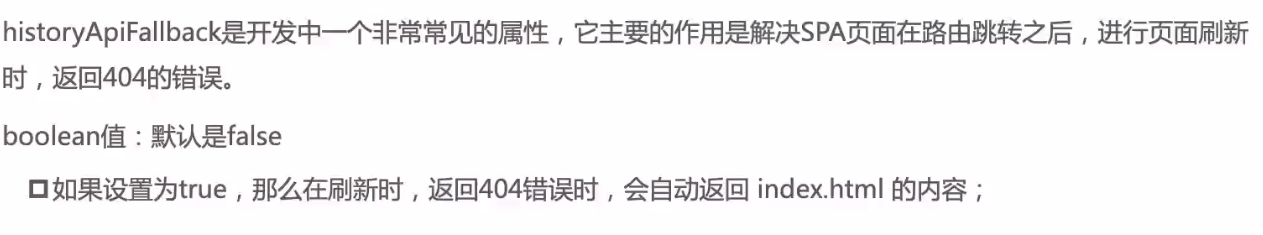 historyApiFallback是开发中一个非常常见的属性，它主要的作用是解决SPA页面在路由跳转之后，进行页面刷新
时，返回404的错误。
boolean值：默认是false
如果设置为true，那么在刷新时，返回404错误时，会自动返回 index.html 的内容；